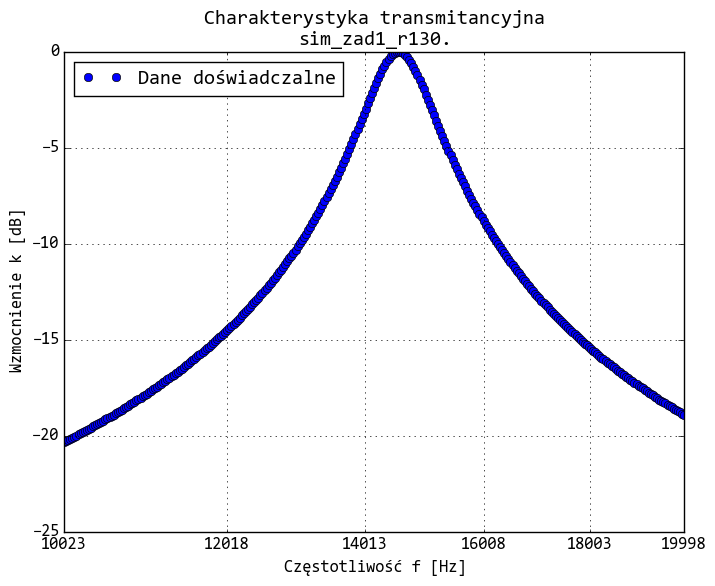 Charakterystyka transmitancyjna
sim_zad1_r130.
Dane doświadczalne
Wzmocnienie k [dB]
0
−5
−10
−15
−20
−25
10023 12018 14013 16008 18003 19998
Częstotliwość f [Hz]